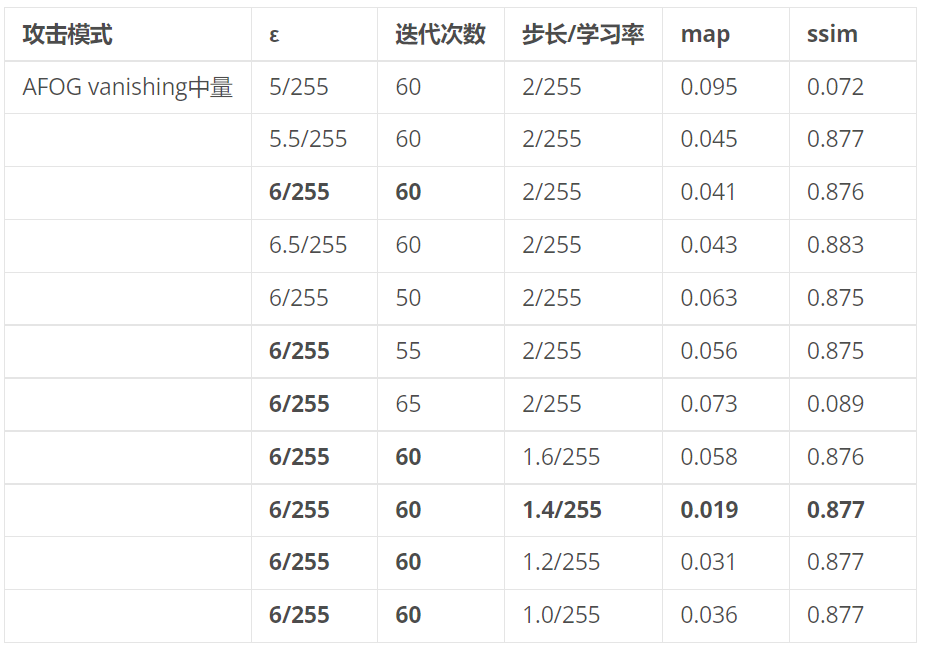 攻击模式 ε 迭代次数 步长/学习率 map ssim
AFOG vanishing中量 5/255 60 2/255 0.095 0.072
5.5/255 60 2/255 0.045 0.877
6/255 60 2/255 0.041 0.876
6.5/255 60 2/255 0.043 0.883
6/255 50 2/255 0.063 0.875
6/255 55 2/255 0.056 0.875
6/255 65 2/255 0.073 0.089
6/255 60 1.6/255 0.058 0.876
6/255 60 1.4/255 0.019 0.877
6/255 60 1.2/255 0.031 0.877
6/255 60 1.0/255 0.036 0.877